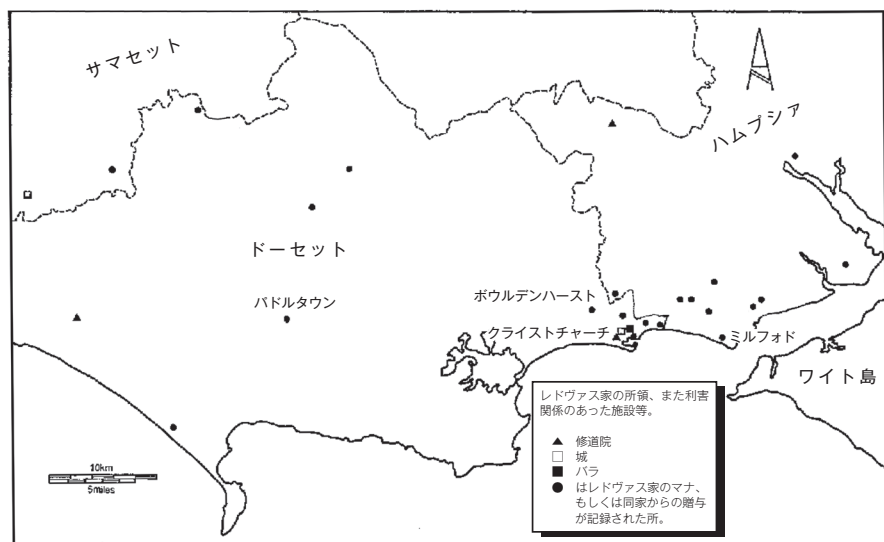 サマセット
ハムプシァ
ドーセット
ボウルデンハースト
パドルタウン
クライストチャーチ
ミルフォド
ワイト島
レドヴァス家の所領、また利害
関係のあった施設等。
修道院
城
バラ
はレドヴァス家のマナ、
もしくは同家からの贈与
が記録された所。
10km
5miles